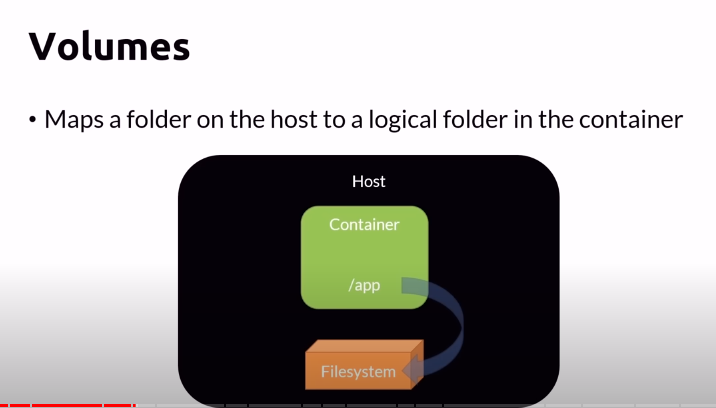 Volumes
• Maps a folder on the host to a logical folder in the container
Host
Container
/app
Filesystem